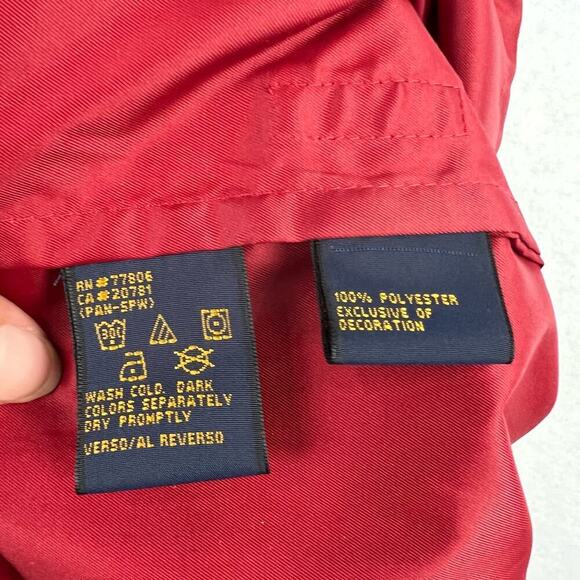 RN#77806
CA#20781
(PAN-SPW)
30
WASH COLD. DARK
COLORS SEPARATELY
DRY PROMPTLY
VERSO/AL REVERSO
100% POLYESTER
EXCLUSIVE OF
DECORATION